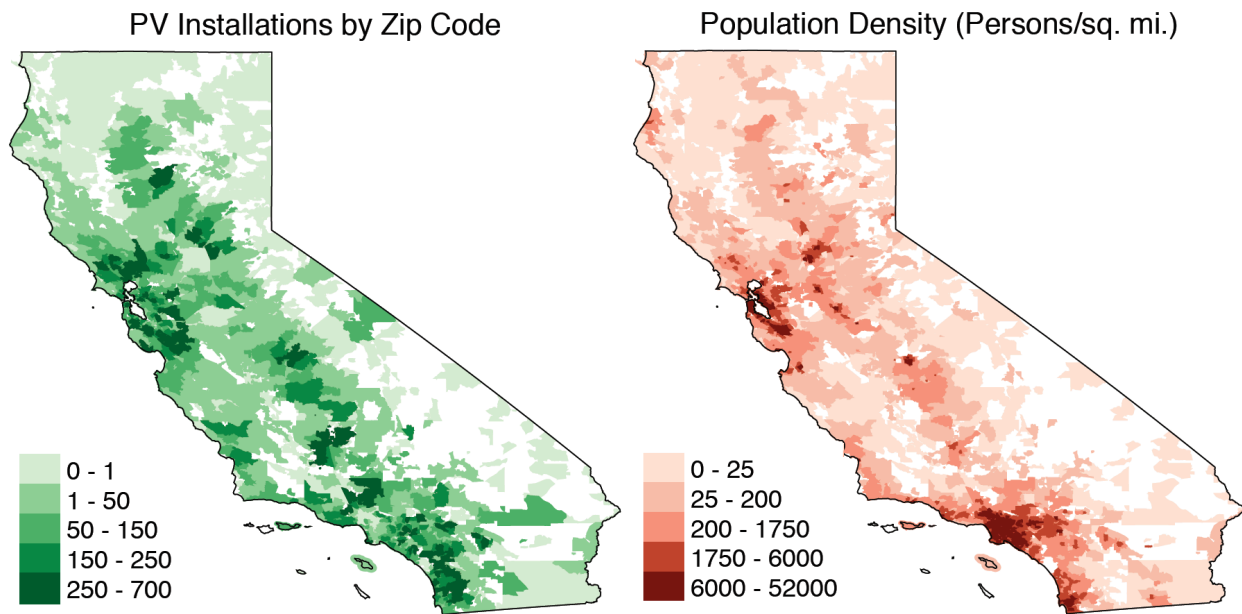 PV Installations by Zip Code
Population Density (Persons/sq. mi.)
0 - 1
1 - 50
50 - 150
150 - 250
250 - 700
0 - 25
25 - 200
200 - 1750
1750 - 6000
6000 - 52000